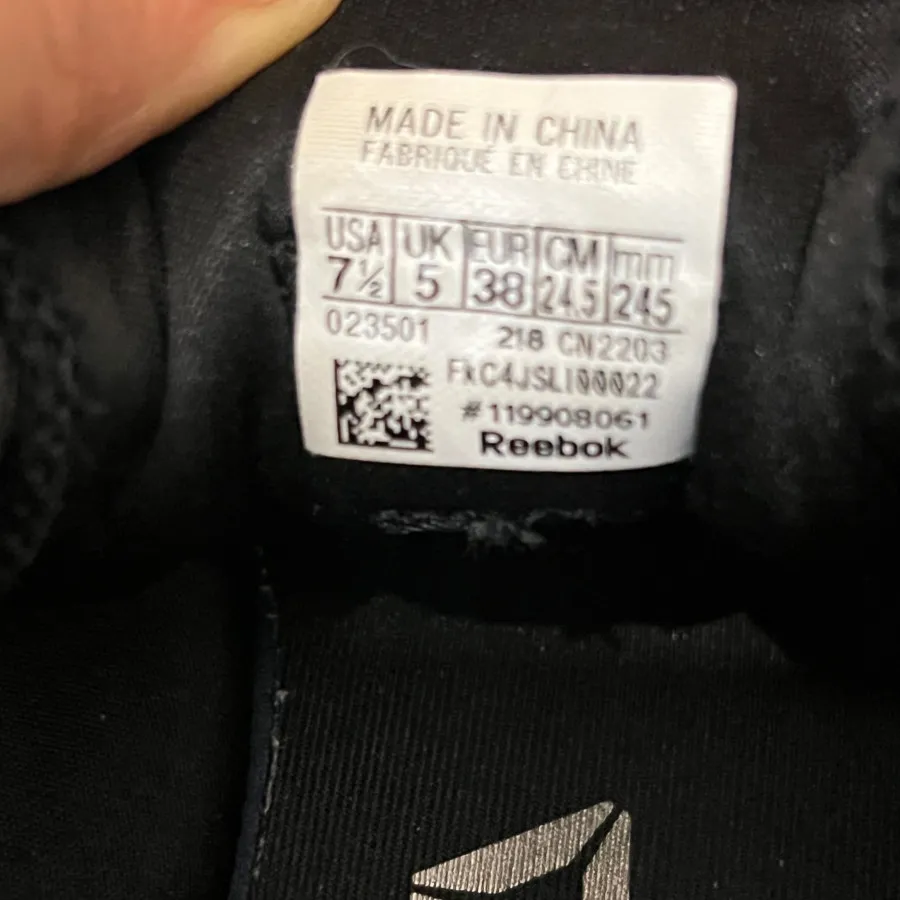 MADE IN CHINA
FABRIQUÉ EN CHINE
USA UK EUR CM mm
7½ 5 38 24.5 245
023501 218 CN2203
FKC4JSLI00022
#119908061
Reebok